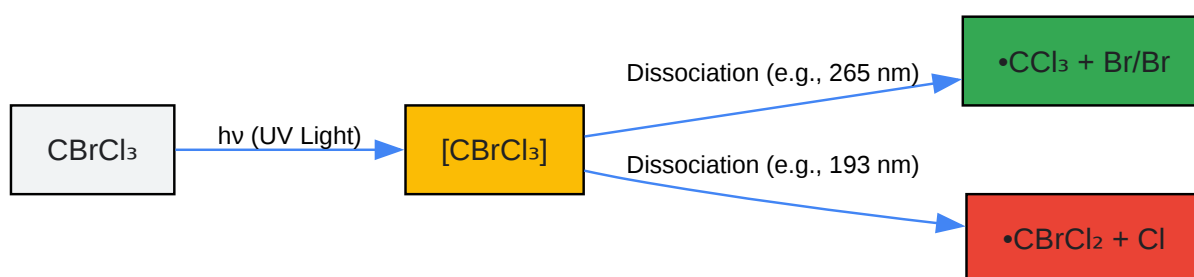 CBrCl₃
hν (UV Light)
[CBrCl₃]
Dissociation (e.g., 265 nm)
•CCl₃ + Br/Br
Dissociation (e.g., 193 nm)
•CBrCl₂ + Cl